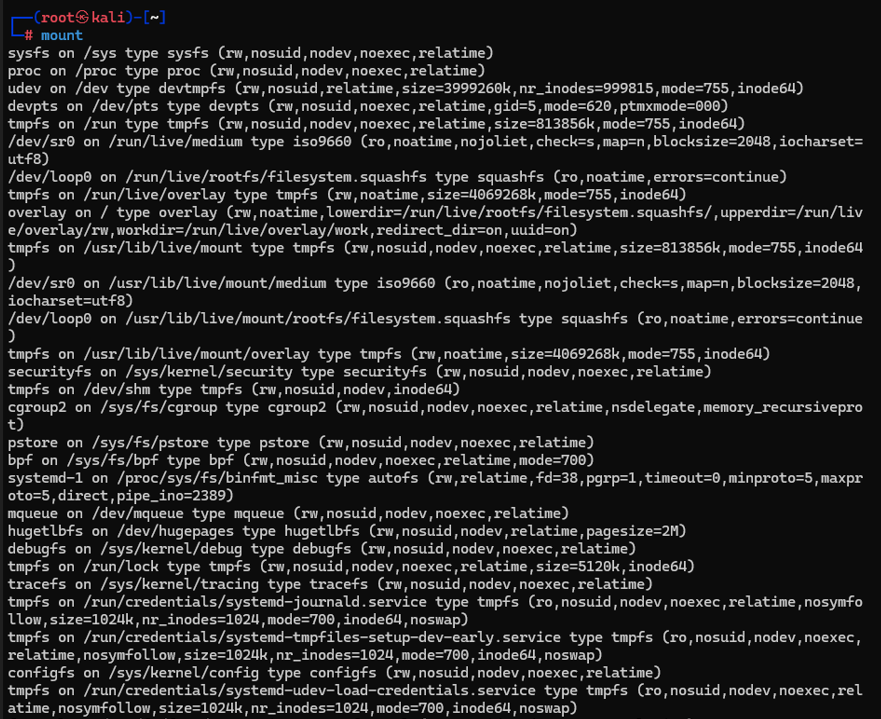 ┌──(root㉿kali)-[~]
└─# mount
sysfs on /sys type sysfs (rw,nosuid,nodev,noexec,relatime)
proc on /proc type proc (rw,nosuid,nodev,noexec,relatime)
udev on /dev type devtmpfs (rw,nosuid,relatime,size=3999260k,nr_inodes=999815,mode=755,inode64)
devpts on /dev/pts type devpts (rw,nosuid,noexec,relatime,gid=5,mode=620,ptmxmode=000)
tmpfs on /run type tmpfs (rw,nosuid,nodev,noexec,relatime,size=813856k,mode=755,inode64)
/dev/sr0 on /run/live/medium type iso9660 (ro,noatime,nojoliet,check=s,map=n,blocksize=2048,iocharset=
utf8)
/dev/loop0 on /run/live/rootfs/filesystem.squashfs type squashfs (ro,noatime,errors=continue)
tmpfs on /run/live/overlay type tmpfs (rw,noatime,size=4069268k,mode=755,inode64)
overlay on / type overlay (rw,noatime,lowerdir=/run/live/rootfs/filesystem.squashfs/,upperdir=/run/liv
e/overlay/rw,workdir=/run/live/overlay/work,redirect_dir=on,uuid=on)
tmpfs on /usr/lib/live/mount type tmpfs (rw,nosuid,nodev,noexec,relatime,size=813856k,mode=755,inode64
)
/dev/sr0 on /usr/lib/live/mount/medium type iso9660 (ro,noatime,nojoliet,check=s,map=n,blocksize=2048,
iocharset=utf8)
/dev/loop0 on /usr/lib/live/mount/rootfs/filesystem.squashfs type squashfs (ro,noatime,errors=continue
)
tmpfs on /usr/lib/live/mount/overlay type tmpfs (rw,noatime,size=4069268k,mode=755,inode64)
securityfs on /sys/kernel/security type securityfs (rw,nosuid,nodev,noexec,relatime)
tmpfs on /dev/shm type tmpfs (rw,nosuid,nodev,inode64)
cgroup2 on /sys/fs/cgroup type cgroup2 (rw,nosuid,nodev,noexec,relatime,nsdelegate,memory_recursiveprot
t)
pstore on /sys/fs/pstore type pstore (rw,nosuid,nodev,noexec,relatime)
bpf on /sys/fs/bpf type bpf (rw,nosuid,nodev,noexec,relatime,mode=700)
systemd-1 on /proc/sys/fs/binfmt_misc type autofs (rw,relatime,fd=38,pgrp=1,timeout=0,minproto=5,maxpr
oto=5,direct,pipe_ino=2389)
mqueue on /dev/mqueue type mqueue (rw,nosuid,nodev,noexec,relatime)
hugetlbfs on /dev/hugepages type hugetlbfs (rw,nosuid,nodev,relatime,pagesize=2M)
debugfs on /sys/kernel/debug type debugfs (rw,nosuid,nodev,noexec,relatime)
tmpfs on /run/lock type tmpfs (rw,nosuid,nodev,noexec,relatime,size=5120k,inode64)
tracefs on /sys/kernel/tracing type tracefs (rw,nosuid,nodev,noexec,relatime)
tmpfs on /run/credentials/systemd-journald.service type tmpfs (ro,nosuid,nodev,noexec,relatime,nosymfo
llow,size=1024k,nr_inodes=1024,mode=700,inode64,noswap)
tmpfs on /run/credentials/systemd-tmpfiles-setup-dev-early.service type tmpfs (ro,nosuid,nodev,noexec,
relatime,nosymfollow,size=1024k,nr_inodes=1024,mode=700,inode64,noswap)
configfs on /sys/kernel/config type configfs (rw,nosuid,nodev,noexec,relatime)
tmpfs on /run/credentials/systemd-udev-load-credentials.service type tmpfs (ro,nosuid,nodev,noexec,rel
atime,nosymfollow,size=1024k,nr_inodes=1024,mode=700,inode64,noswap)